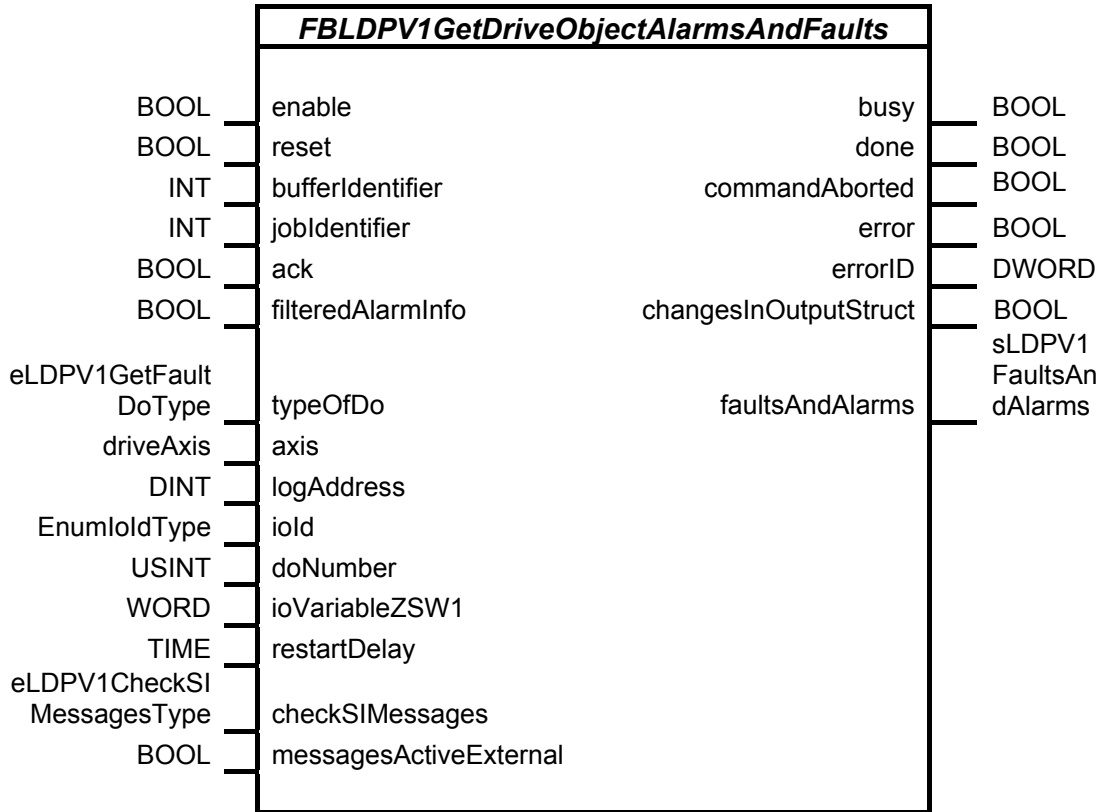 FBLDPV1GetDriveObjectAlarmsAndFaults
BOOL enable busy BOOL
BOOL reset done BOOL
INT bufferIdentifier commandAborted BOOL
INT jobIdentifier error BOOL
BOOL ack errorID DWORD
BOOL filteredAlarmInfo changesInOutputStruct BOOL
sLDPV1
eLDPV1GetFault FaultsAn
DoType typeOfDo faultsAndAlarms dAlarms
driveAxis axis
DINT logAddress
EnumIoIdType ioId
USINT doNumber
WORD ioVariableZSW1
TIME restartDelay
eLDPV1CheckSI
MessagesType checkSIMessages
BOOL messagesActiveExternal